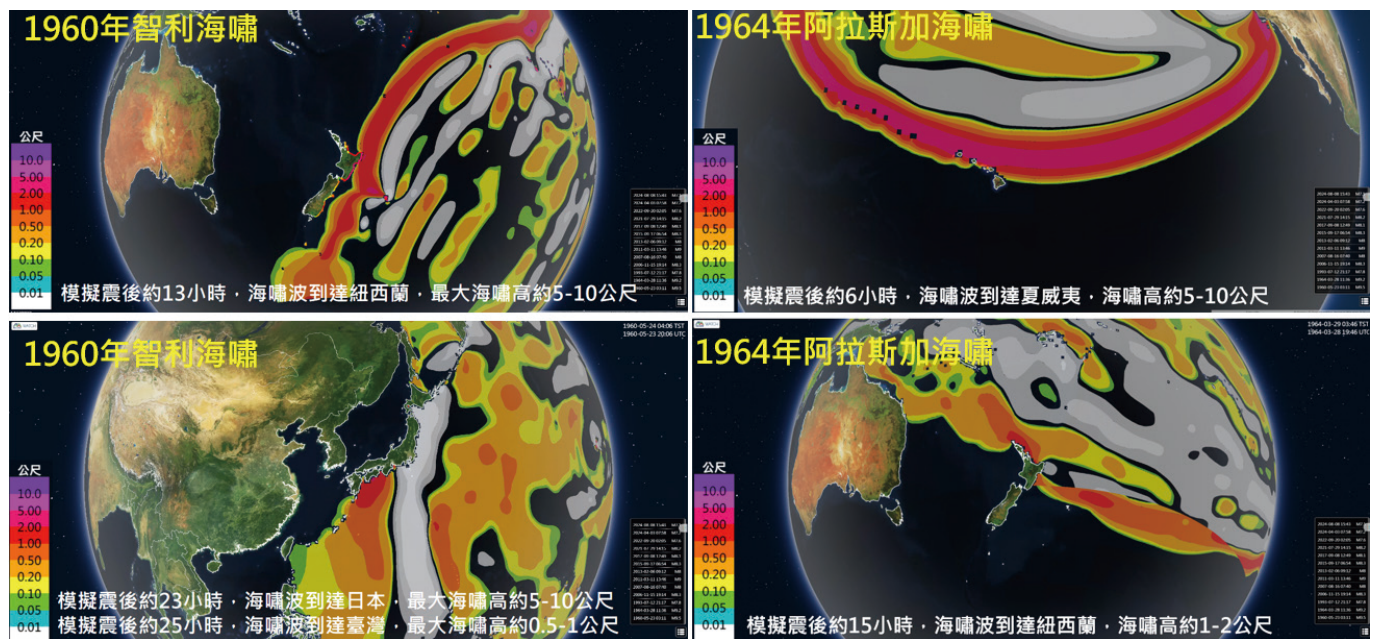 1960年智利海嘯
公尺
10.0
5.00
2.00
1.00
0.50
0.20
0.10
0.05
0.01
模擬震後約13小時，海嘯波到達紐西蘭，最大海嘯高約5-10公尺
1964年阿拉斯加海嘯
公尺
10.0
5.00
2.00
1.00
0.50
0.20
0.10
0.05
0.01
模擬震後約6小時，海嘯波到達夏威夷，海嘯高約5-10公尺
1960-05-24 04:06 TST
1960-05-23 20:06 UTC
1960年智利海嘯
公尺
10.0
5.00
2.00
1.00
0.50
0.20
0.10
0.05
0.01
模擬震後約23小時，海嘯波到達日本，最大海嘯高約5-10公尺
模擬震後約25小時，海嘯波到達臺灣，最大海嘯高約0.5-1公尺
1964-03-29 03:46 TST
1964-03-28 19:46 UTC
1964年阿拉斯加海嘯
公尺
10.0
5.00
2.00
1.00
0.50
0.20
0.10
0.05
0.01
模擬震後約15小時，海嘯波到達紐西蘭，海嘯高約1-2公尺